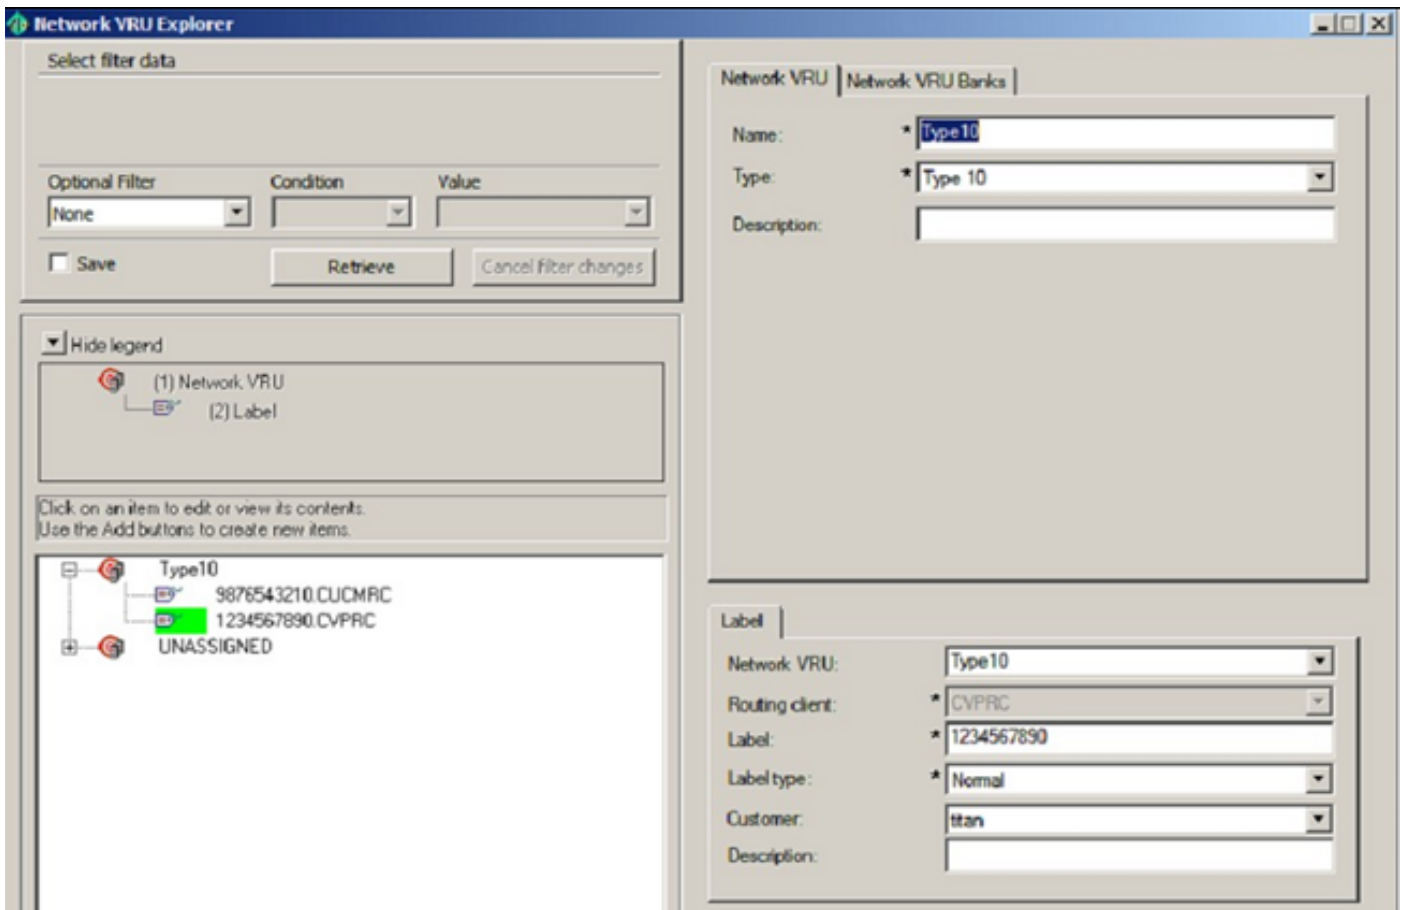 Network VRU Explorer
Select filter data
Optional Filter Condition Value
None
Save Retrieve Cancel filter changes
Hide legend
(1) Network VRU
(2) Label
Click on an item to edit or view its contents.
Use the Add buttons to create new items.
Type10
9876543210.CUCMRC
1234567890.CVPRC
UNASSIGNED
Network VRU Network VRU Banks
Name: * Type10
Type: * Type 10
Description:
Label
Network VRU: Type10
Routing client: * CVPRC
Label: * 1234567890
Label type: * Normal
Customer: ttan
Description: